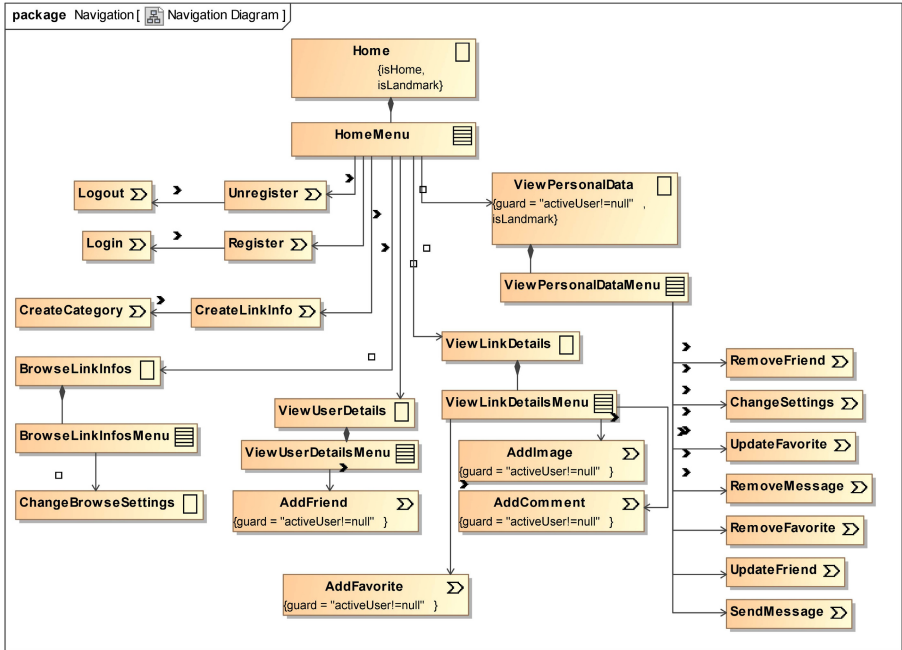 package Navigation [ Navigation Diagram ]
Home
{isHome,
isLandmark}
HomeMenu
Logout
Unregister
Login
Register
CreateCategory
CreateLinkInfo
BrowseLinkInfos
BrowseLinkInfosMenu
ChangeBrowseSettings
ViewUserDetails
ViewUserDetailsMenu
AddFriend
{guard = "activeUser!=null" }
AddFavorite
{guard = "activeUser!=null" }
ViewLinkDetails
ViewLinkDetailsMenu
AddImage
{guard = "activeUser!=null" }
AddComment
{guard = "activeUser!=null" }
ViewPersonalData
{guard = "activeUser!=null" ,
isLandmark}
ViewPersonalDataMenu
RemoveFriend
ChangeSettings
UpdateFavorite
RemoveMessage
RemoveFavorite
UpdateFriend
SendMessage